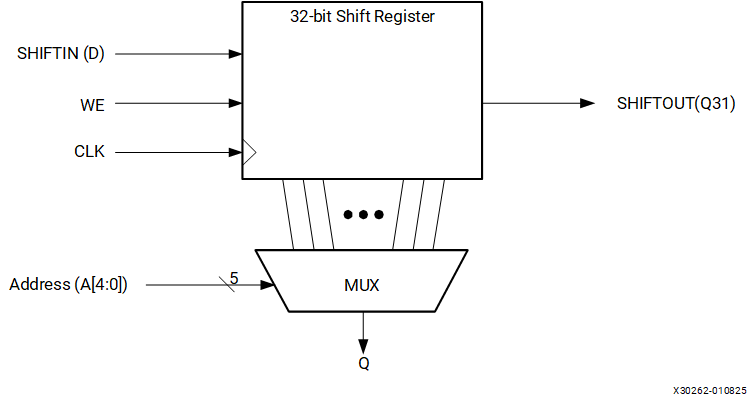 32-bit Shift Register
SHIFTIN (D)
WE
SHIFTOUT(Q31)
CLK
Address (A[4:0])
5
MUX
Q
X30262-010825